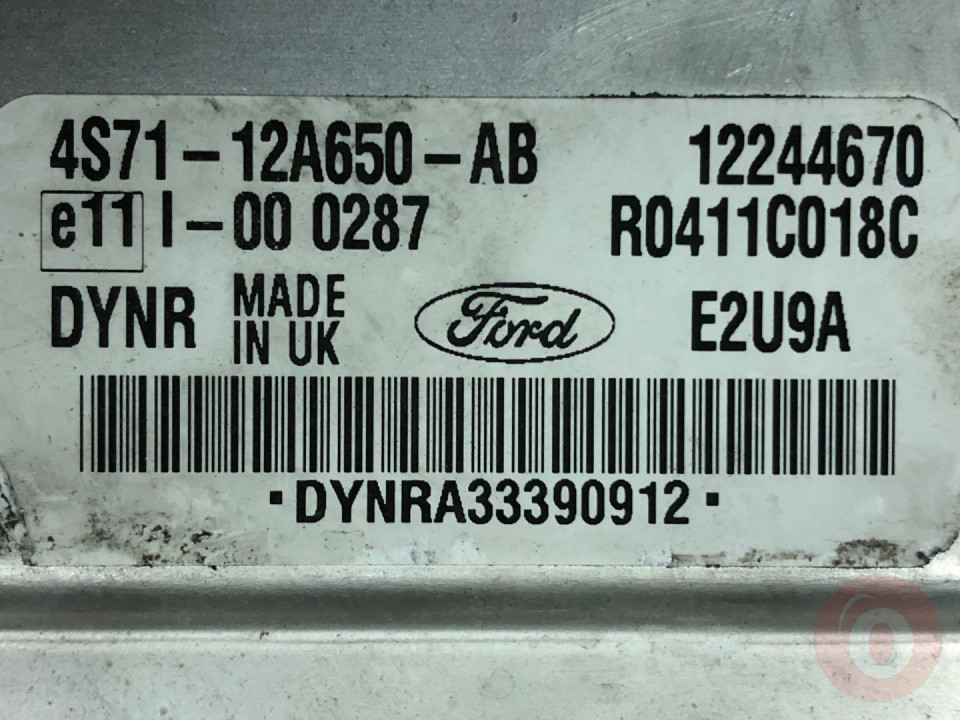 4S71-12A650-AB 12244670
e11 I-00 0287 R0411C018C
DYNR MADE IN UK Ford E2U9A
·DYNRA33390912·